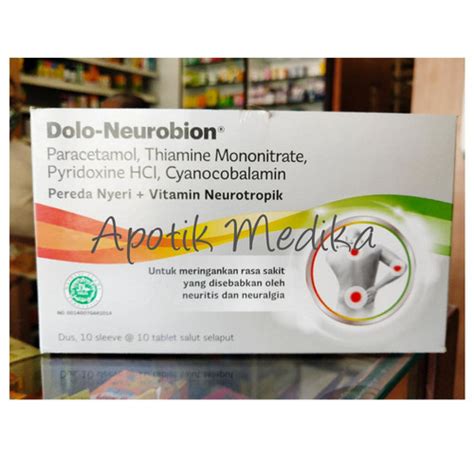 Dolo-Neurobion®
Paracetamol, Thiamine Mononitrate,
Pyridoxine HCl, Cyanocobalamin
Pereda Nyeri + Vitamin Neurotropik
Apotik Medika
Untuk meringankan rasa sakit
yang disebabkan oleh
neuritis dan neuralgia
Dus, 10 sleeve @ 10 tablet salut selaput